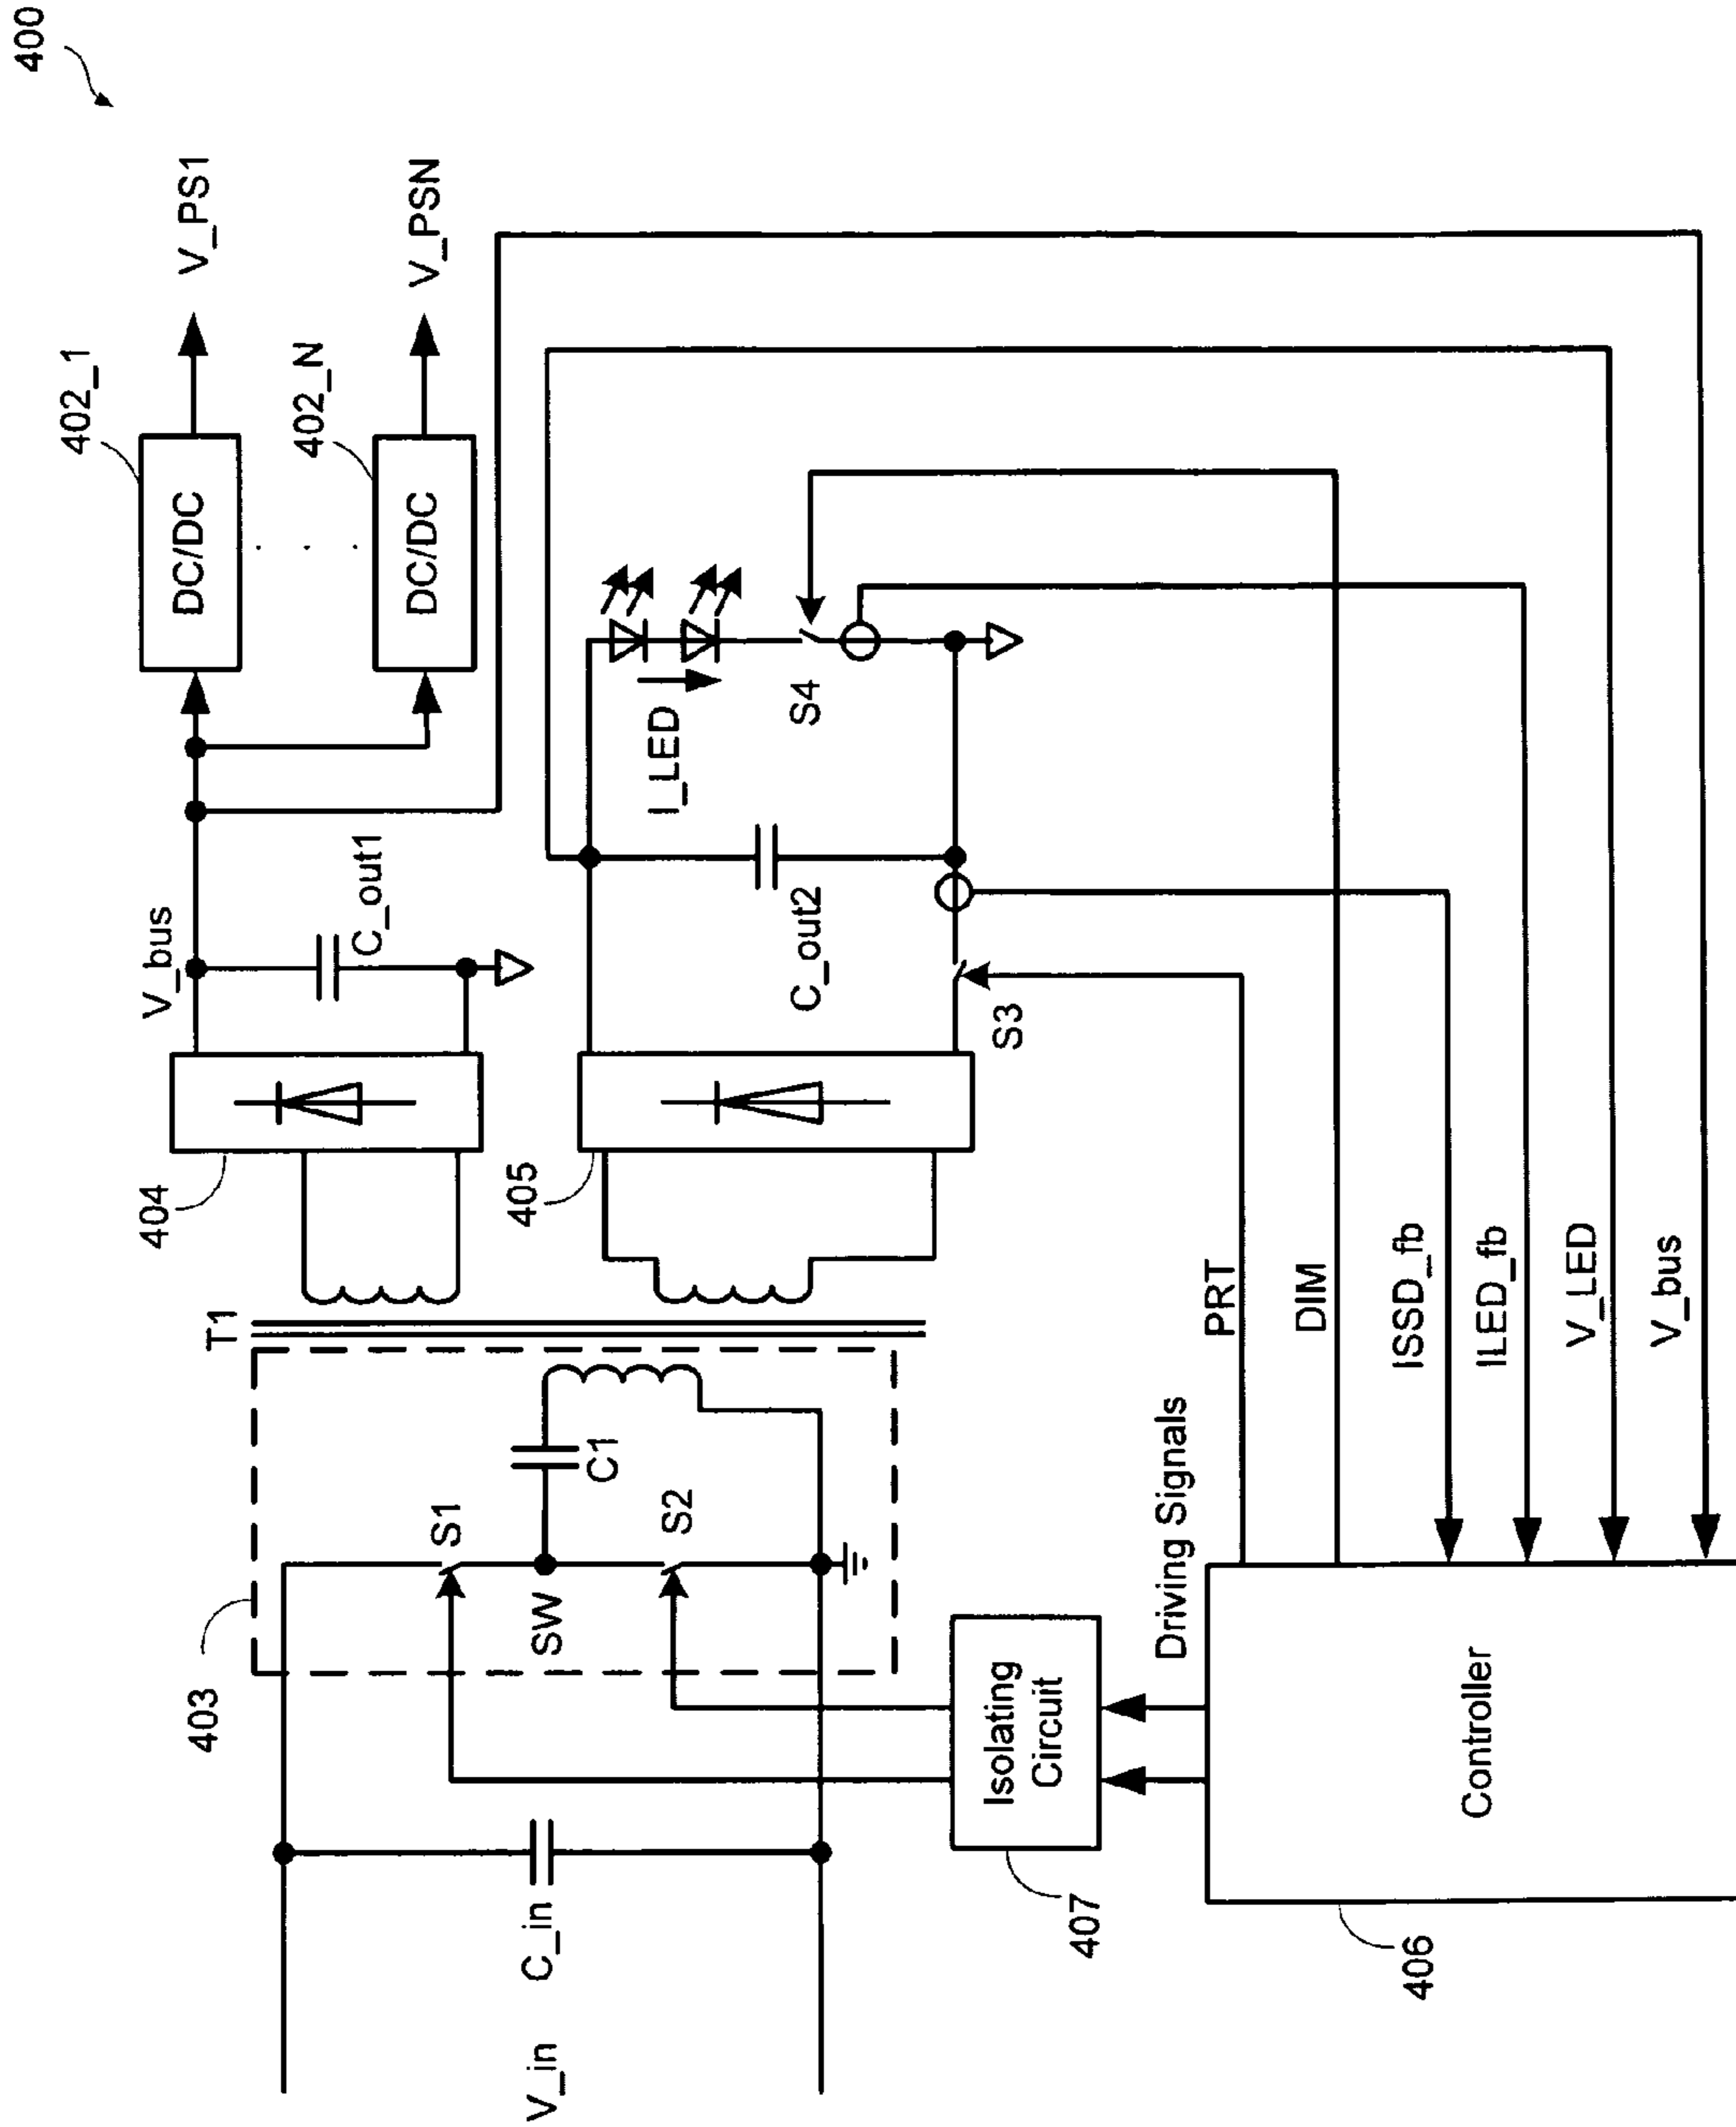 400
402_1
DC/DC
V_PS1
402_N
DC/DC
V_PSN
V_bus
C_out1
404
T1
403
S1
SW
C1
S2
V_in
C_in
405
I_LED
C_out2
S4
S3
Isolating
Circuit
407
Driving Signals
PRT
DIM
ISSD_fb
ILED_fb
V_LED
V_bus
Controller
406